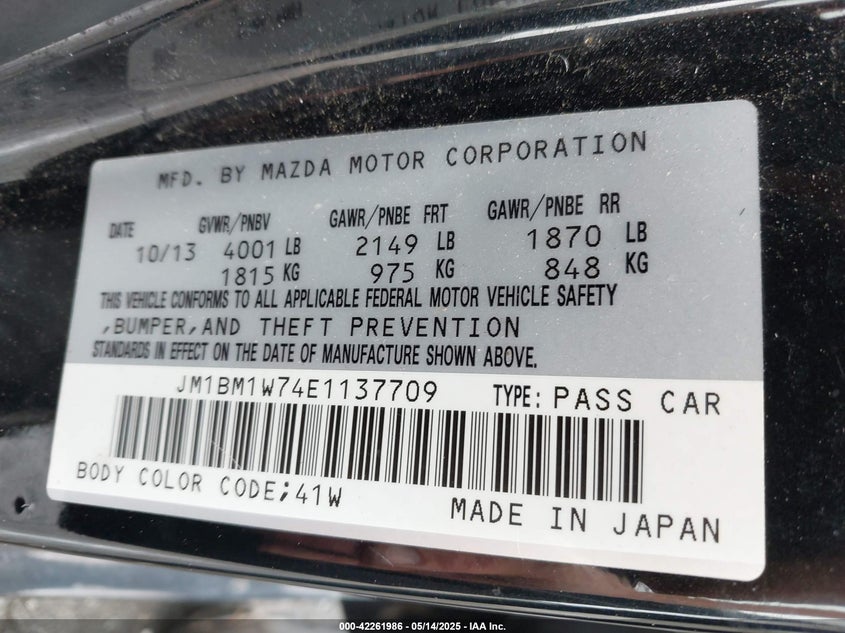 MFD. BY MAZDA MOTOR CORPORATION
DATE GVWR/PNBV GAWR/PNBE FRT GAWR/PNBE RR
10/13 4001 LB 2149 LB 1870 LB
1815 KG 975 KG 848 KG
THIS VEHICLE CONFORMS TO ALL APPLICABLE FEDERAL MOTOR VEHICLE SAFETY
,BUMPER,AND THEFT PREVENTION
STANDARDS IN EFFECT ON THE DATE OF MANUFACTURE SHOWN ABOVE.
JM1BM1W74E1137709 TYPE: PASS CAR
BODY COLOR CODE;41W
MADE IN JAPAN
000-42261986 - 05/14/2025 - IAA Inc.